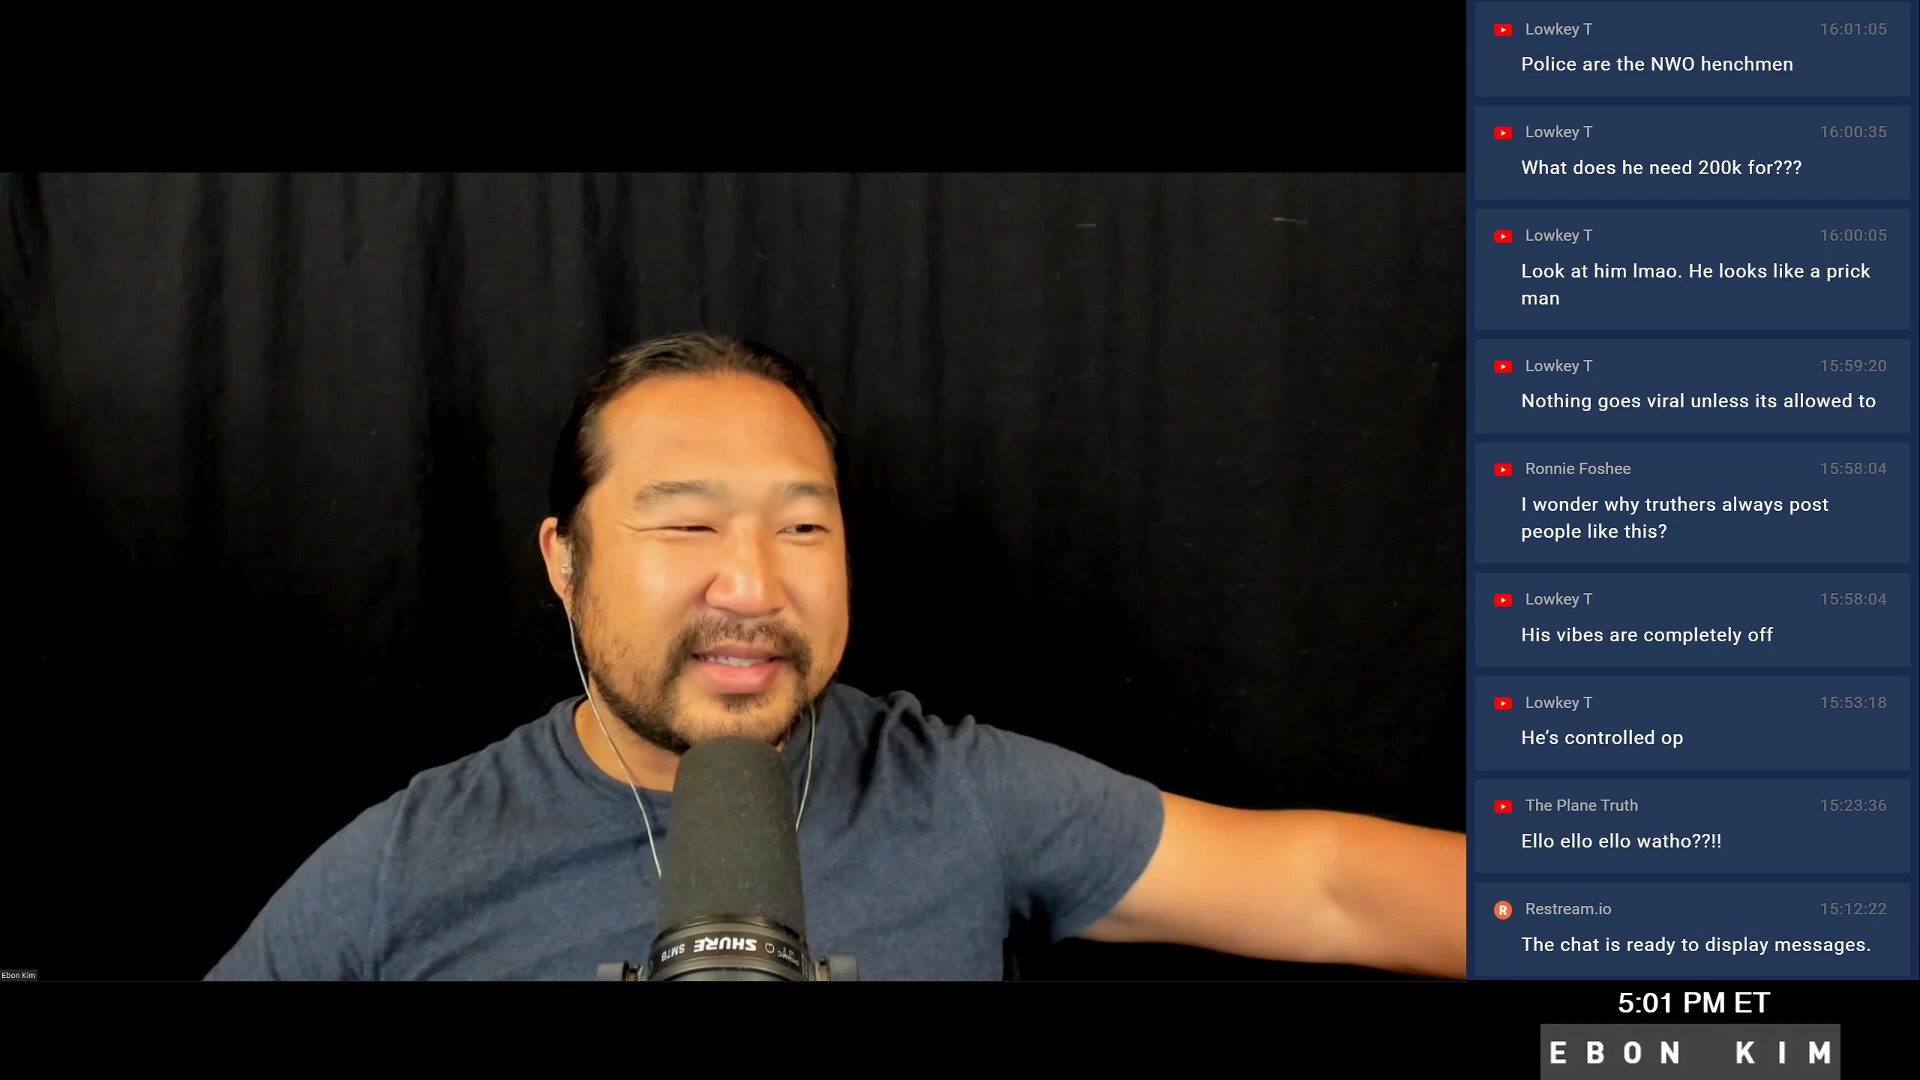 Lowkey T 16:01:05
Police are the NWO henchmen
Lowkey T 16:00:35
What does he need 200k for???
Lowkey T 16:00:05
Look at him lmao. He looks like a prick
man
Lowkey T 15:59:20
Nothing goes viral unless its allowed to
Ronnie Foshee 15:58:04
I wonder why truthers always post
people like this?
Lowkey T 15:58:04
His vibes are completely off
Lowkey T 15:53:18
He’s controlled op
The Plane Truth 15:23:36
Ello ello ello watho??!!
R Restream.io 15:12:22
The chat is ready to display messages.
SHURE SM7B
Ebon Kim
5:01 PM ET
EBON KIM